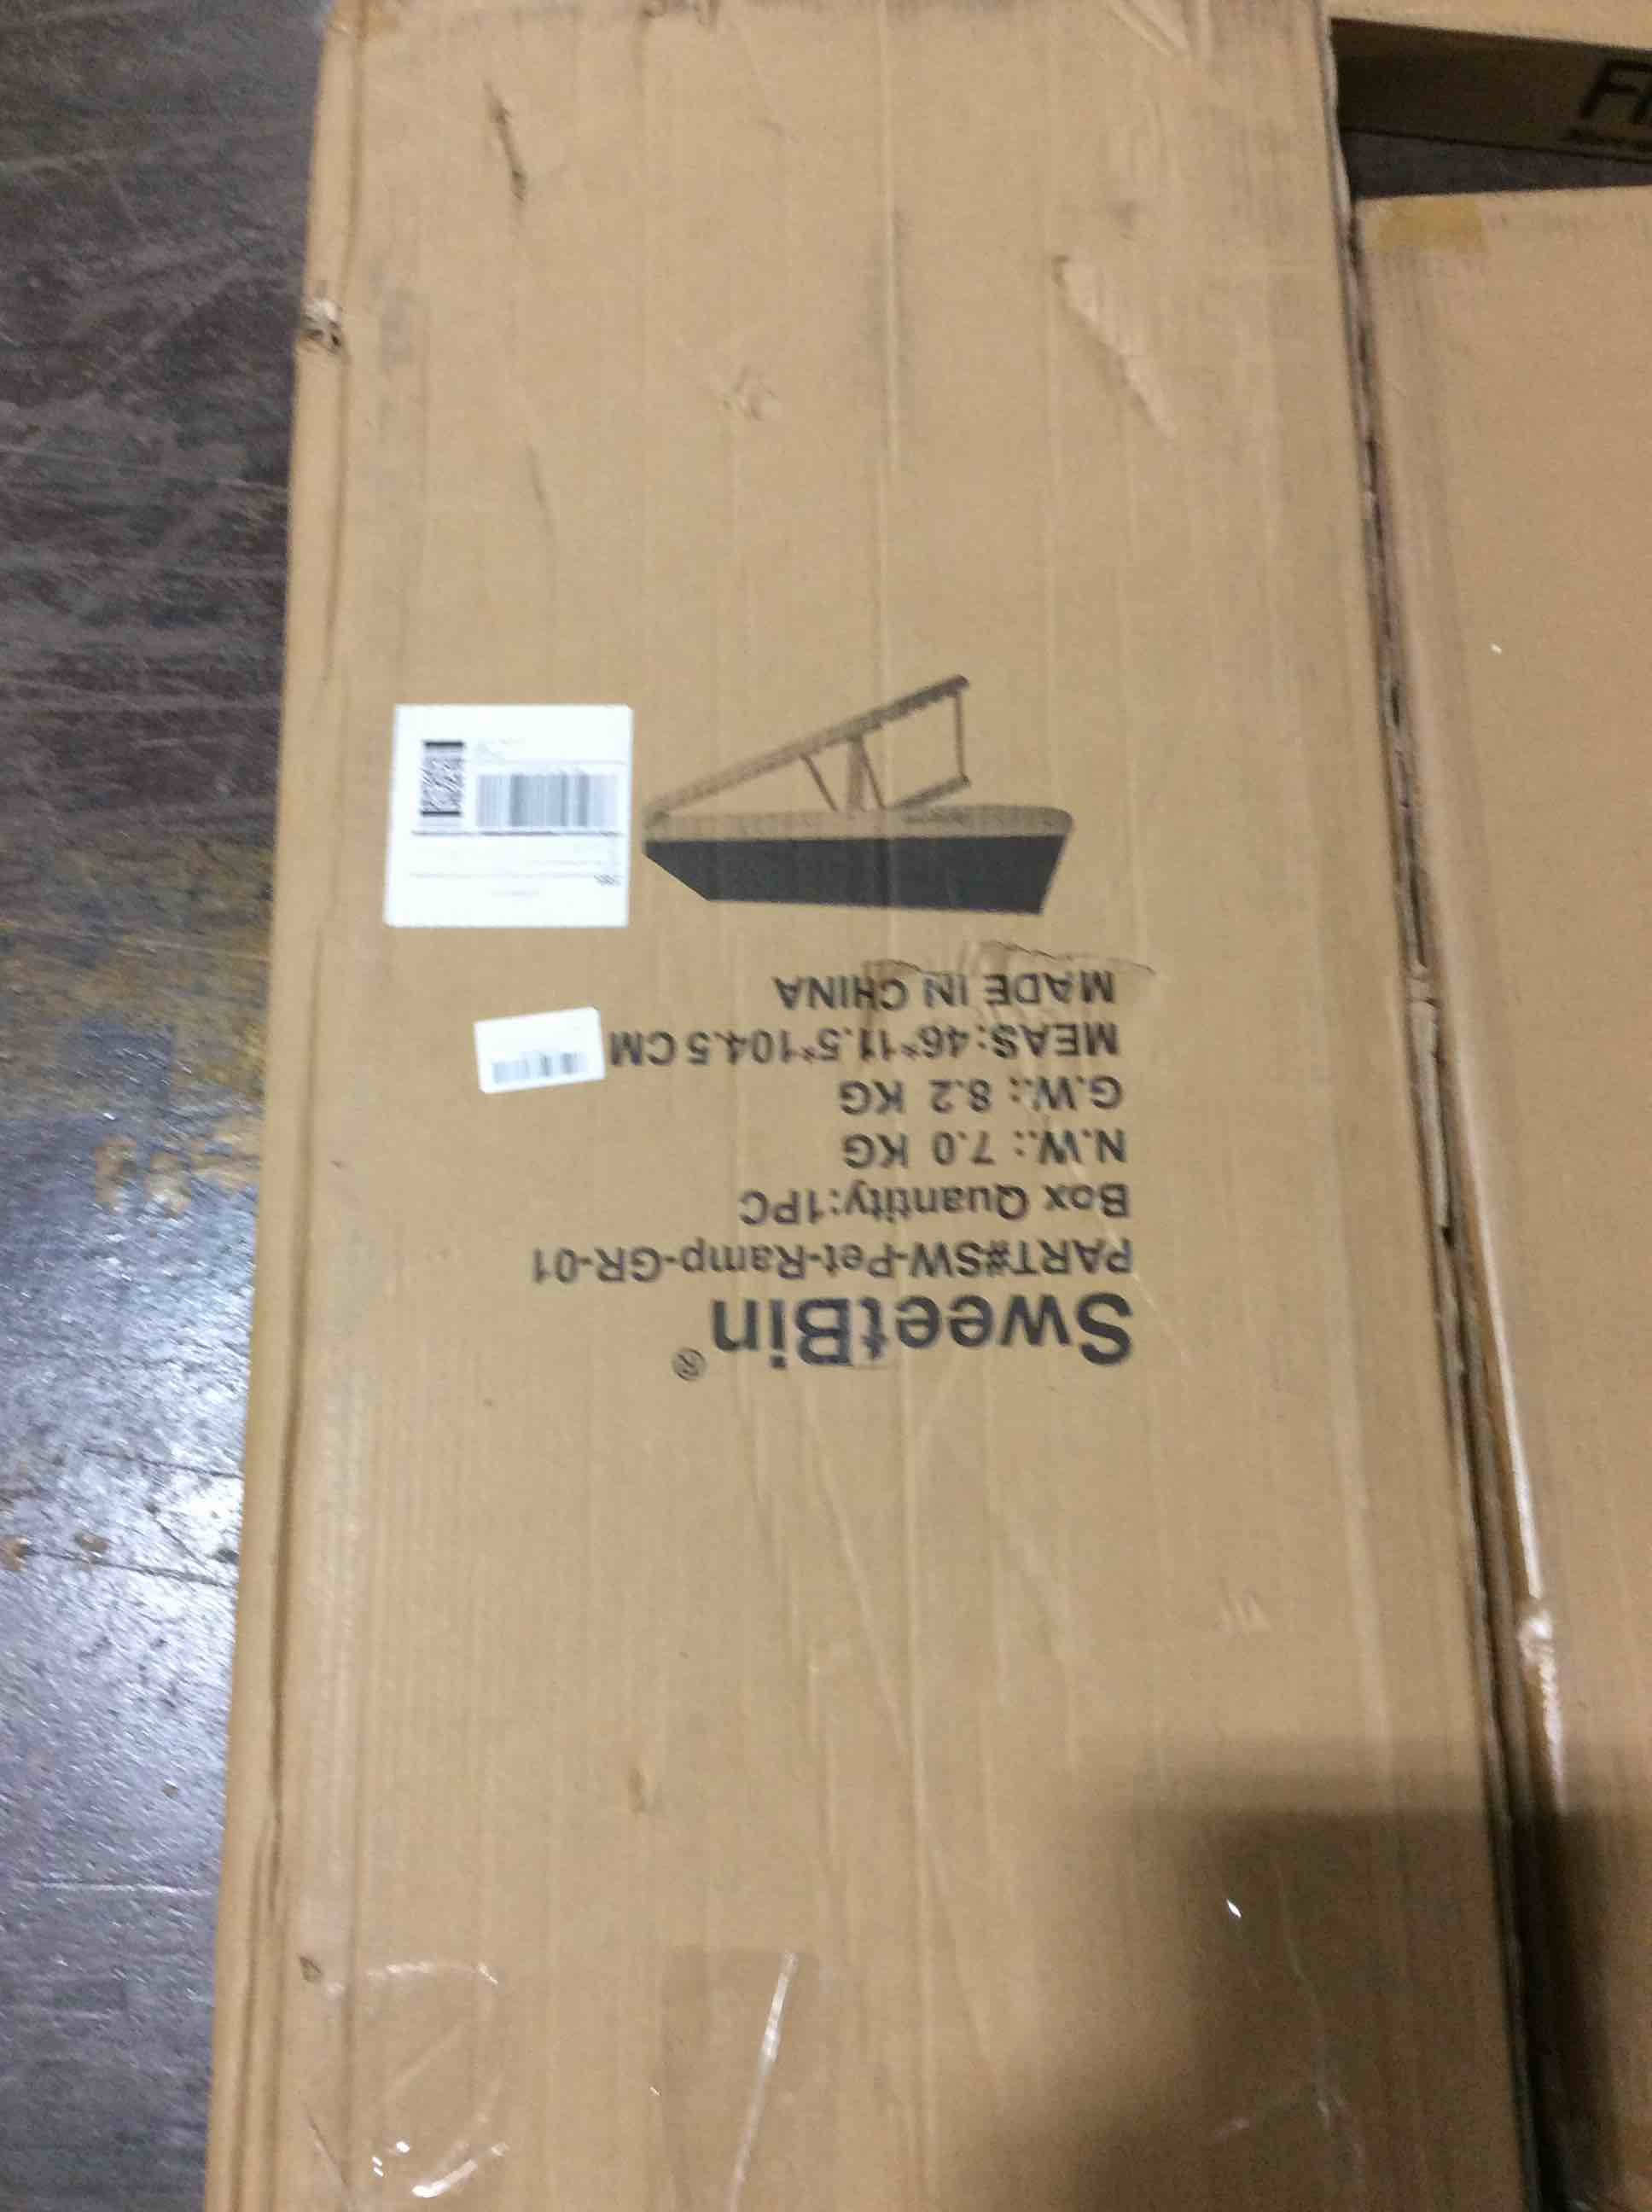 SweetBin®
PART#SW-Pet-Ramp-GR-01
Box Quantity:1PC
N.W.: 7.0 KG
G.W.: 8.2 KG
MEAS:46*11.5*104.5 CM
MADE IN CHINA